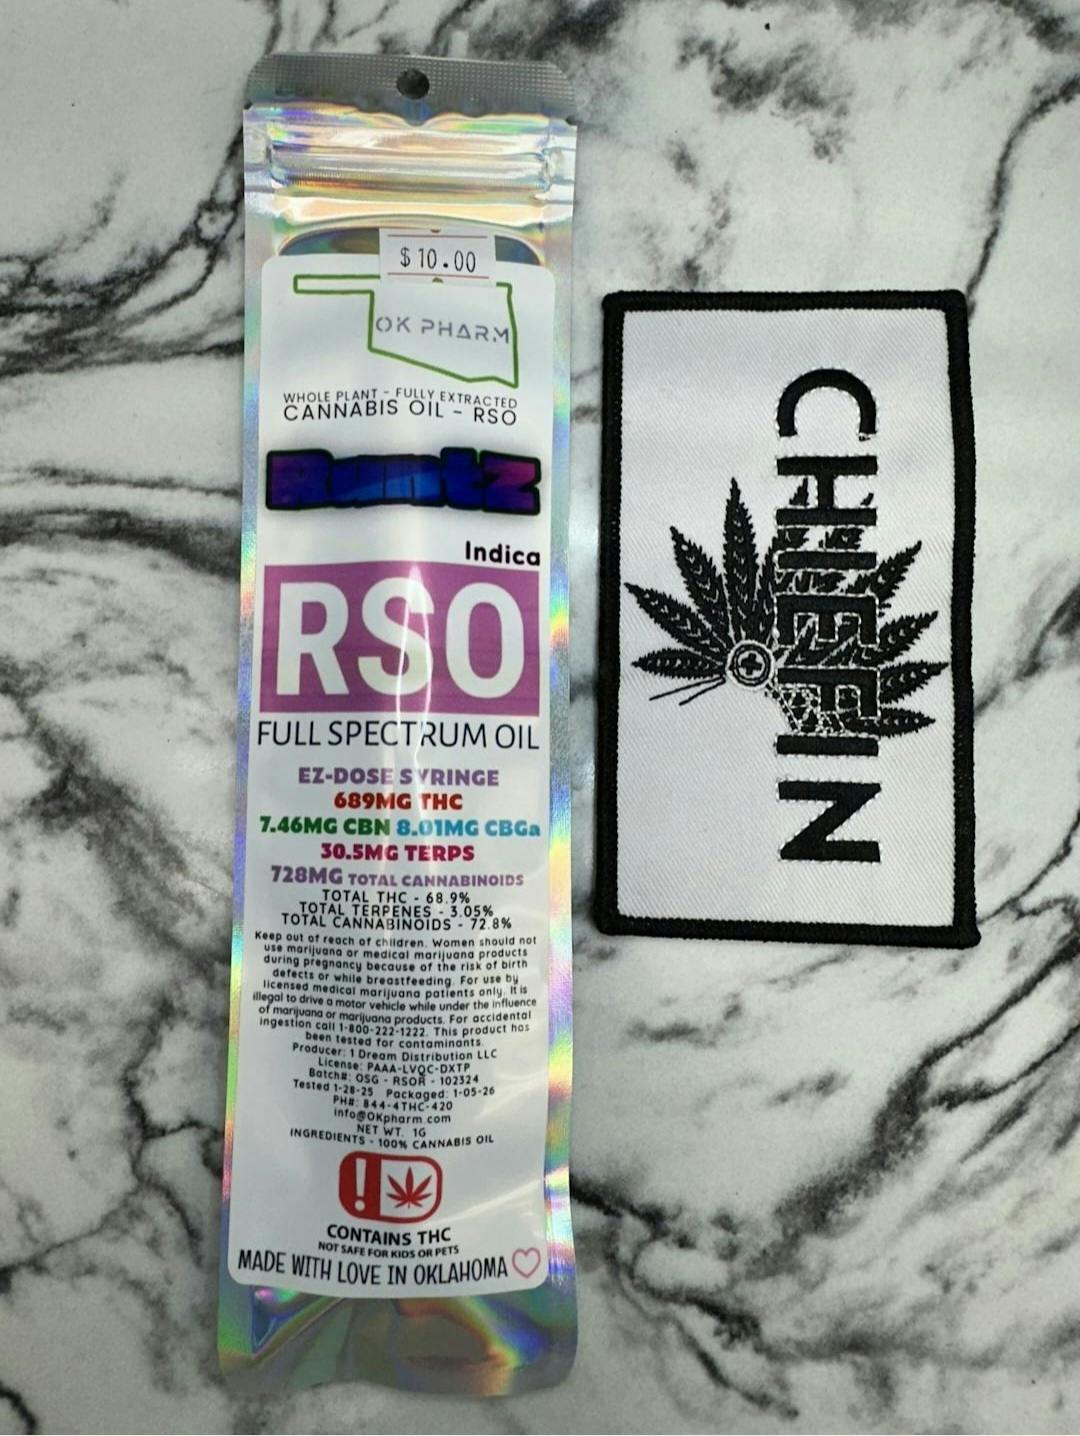 $10.00
OK PHARM
WHOLE PLANT - FULLY EXTRACTED
CANNABIS OIL - RSO
Runtz
Indica
RSO
FULL SPECTRUM OIL
EZ-DOSE SYRINGE
689MG THC
7.46MG CBN 8.01MG CBGa
30.5MG TERPS
728MG TOTAL CANNABINOIDS
TOTAL THC - 68.9%
TOTAL TERPENES - 3.05%
TOTAL CANNABINOIDS - 72.8%
Keep out of reach of children. Women should not
use marijuana or medical marijuana products
during pregnancy because of the risk of birth
defects or while breastfeeding. For use by
licensed medical marijuana patients only. It is
illegal to drive a motor vehicle while under the influence
of marijuana or marijuana products. For accidental
ingestion call 1-800-222-1222. This product has
been tested for contaminants.
Producer: 1 Dream Distribution LLC
License: PAAA-LVQC-DXTP
Batch#: OSG - RSOR - 102324
Tested 1-28-25 Packaged: 1-05-26
PH#: 844-4THC-420
info@OKpharm.com
NET WT. 1G
INGREDIENTS - 100% CANNABIS OIL
CONTAINS THC
NOT SAFE FOR KIDS OR PETS
MADE WITH LOVE IN OKLAHOMA
CHIEFIN